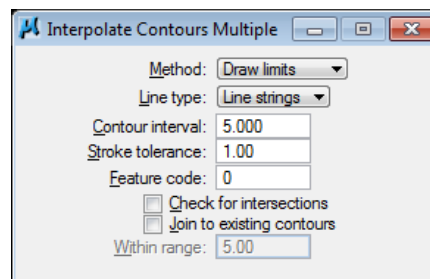 Interpolate Contours Multiple
Method: Draw limits
Line type: Line strings
Contour interval: 5.000
Stroke tolerance: 1.00
Feature code: 0
Check for intersections
Join to existing contours
Within range: 5.00